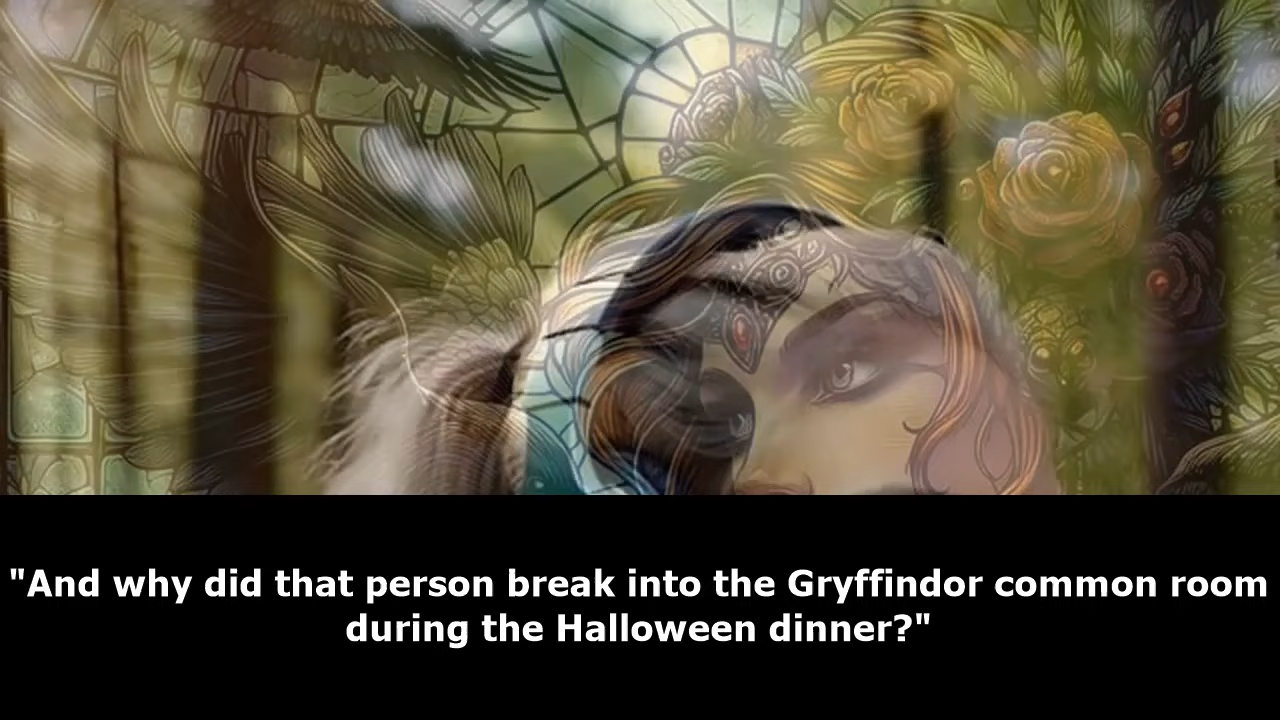 "And why did that person break into the Gryffindor common room
during the Halloween dinner?"